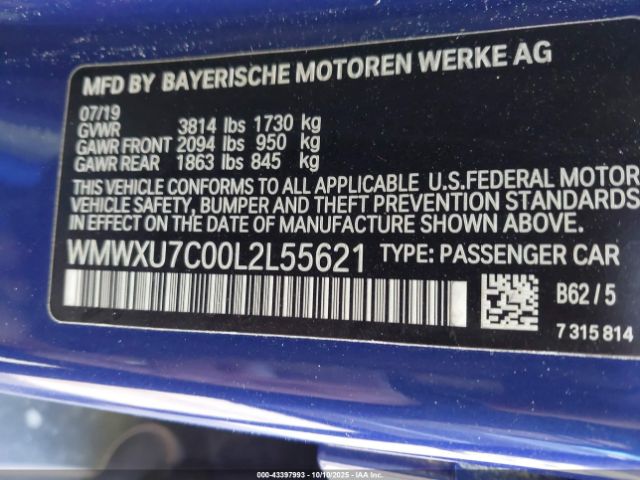 MFD BY BAYERISCHE MOTOREN WERKE AG
07/19
GVWR 3814 lbs 1730 kg
GAWR FRONT 2094 lbs 950 kg
GAWR REAR 1863 lbs 845 kg
THIS VEHICLE CONFORMS TO ALL APPLICABLE U.S.FEDERAL MOTOR
VEHICLE SAFETY, BUMPER AND THEFT PREVENTION STANDARDS
IN EFFECT ON THE DATE OF MANUFACTURE SHOWN ABOVE.
WMWXU7C00L2L55621 TYPE: PASSENGER CAR
B62 / 5
7 315 814
© 00-43397993 - 10/10/2025 - IAAI COPYRIGHT